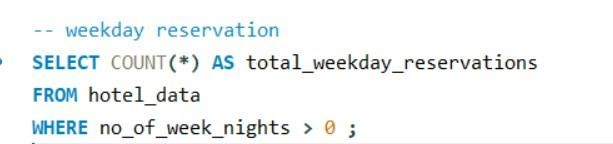 -- weekday reservation
SELECT COUNT(*) AS total_weekday_reservations
FROM hotel_data
WHERE no_of_week_nights > 0 ;